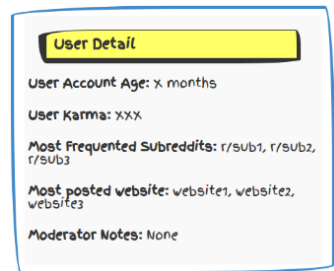 User Detail
User Account Age: x months
User Karma: xxx
Most Frequented Subreddits: r/sub1, r/sub2,
r/sub3
Most posted website: website1, website2,
website3
Moderator Notes: None